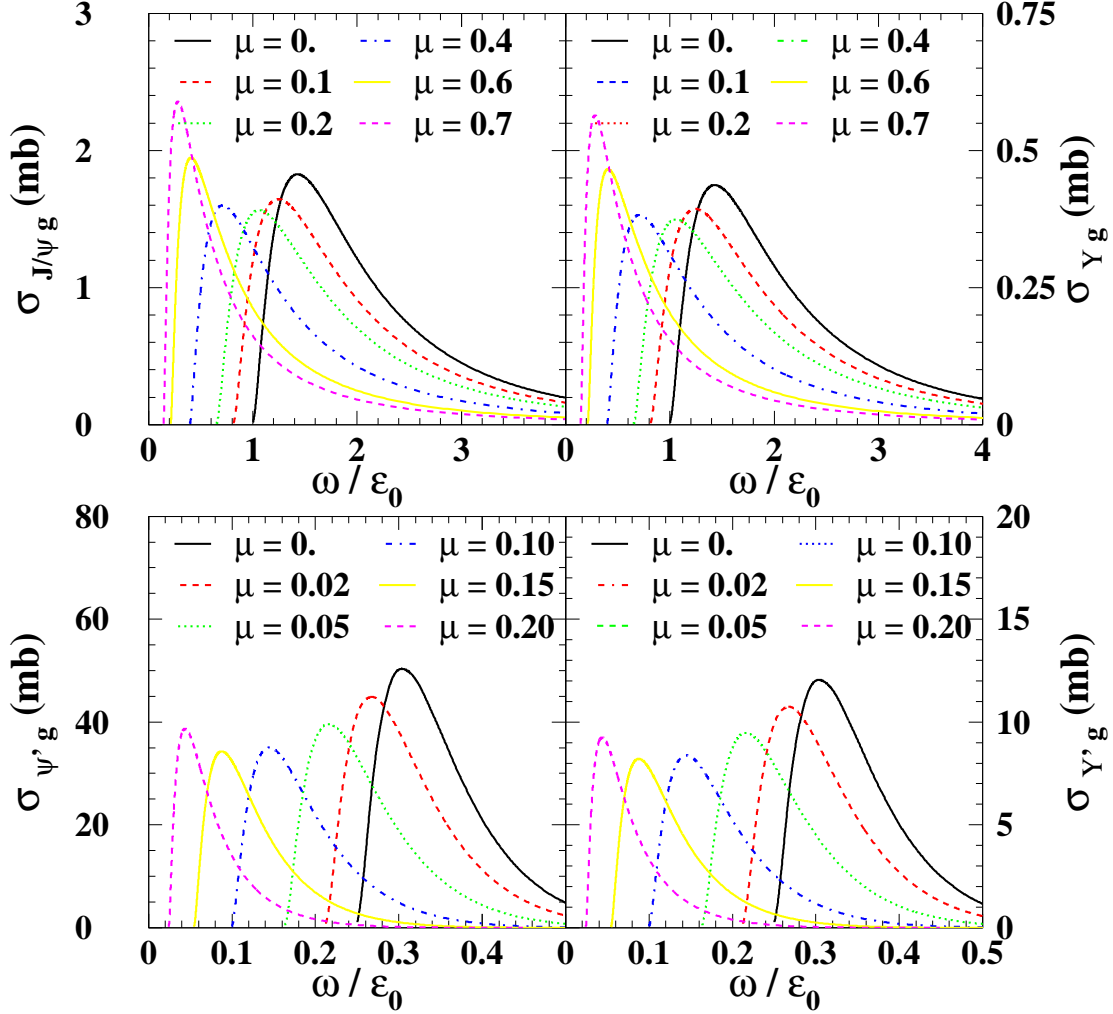 3
2
1
0
σ J/ψ g (mb)
μ = 0.
μ = 0.4
μ = 0.1
μ = 0.6
μ = 0.2
μ = 0.7
0 1 2 3
ω / ε0
0.75
0.5
0.25
0
σ Υ g (mb)
μ = 0.
μ = 0.4
μ = 0.1
μ = 0.6
μ = 0.2
μ = 0.7
0 1 2 3 4
ω / ε0
80
60
40
20
0
σ ψ’ g (mb)
μ = 0.
μ = 0.10
μ = 0.02
μ = 0.15
μ = 0.05
μ = 0.20
0 0.1 0.2 0.3 0.4
ω / ε0
20
15
10
5
0
σ Υ’ g (mb)
μ = 0.
μ = 0.10
μ = 0.02
μ = 0.15
μ = 0.05
μ = 0.20
0 0.1 0.2 0.3 0.4 0.5
ω / ε0